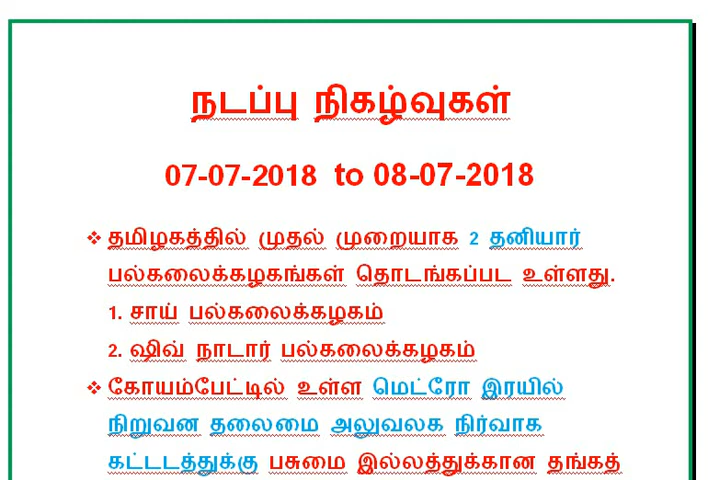 நடப்பு நிகழ்வுகள்
07-07-2018 to 08-07-2018
❖ தமிழகத்தில் முதல் முறையாக 2 தனியார்
பல்கலைக்கழகங்கள் தொடங்கப்பட உள்ளது.
1. சாய் பல்கலைக்கழகம்
2. ஷிவ் நாடார் பல்கலைக்கழகம்
❖ கோயம்பேட்டில் உள்ள மெட்ரோ இரயில்
நிறுவன தலைமை அலுவலக நிர்வாக
கட்டடத்துக்கு பசுமை இல்லத்துக்கான தங்கத்